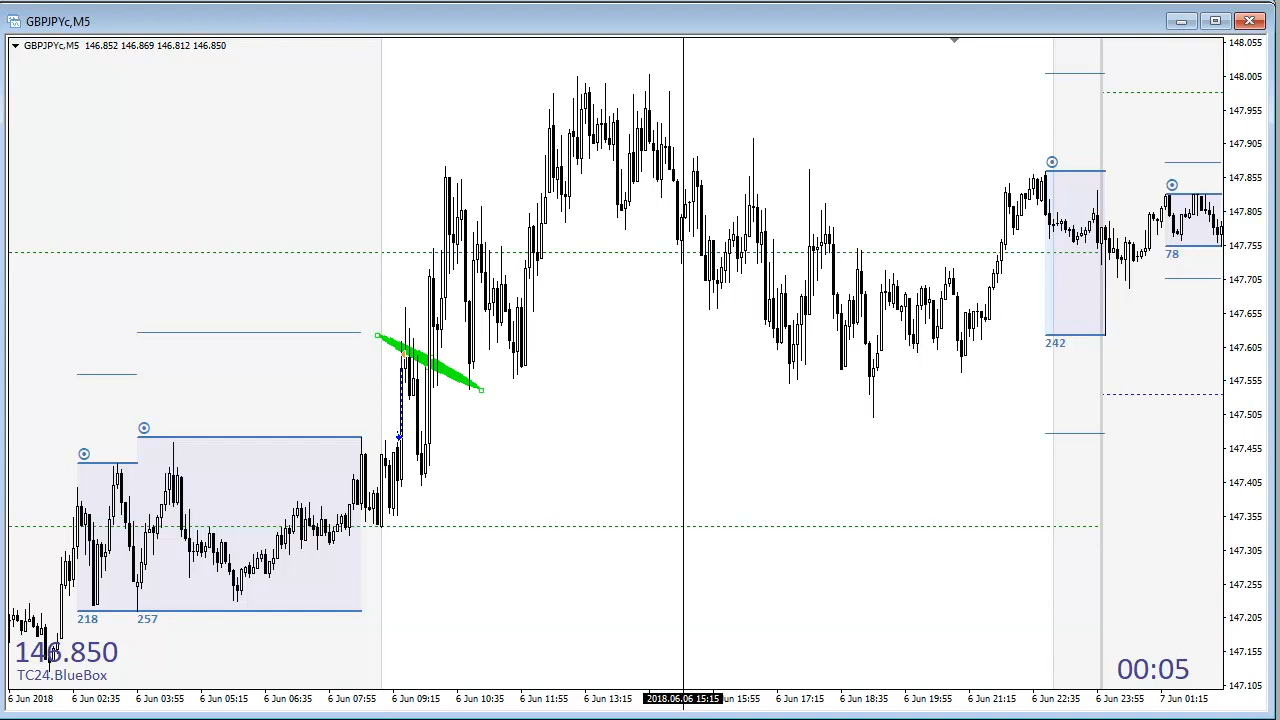 GBPJPYc,M5
GBPJPYc,M5 146.852 146.869 146.812 146.850
148.055
148.005
147.955
147.905
147.855
147.805
147.755
147.705
147.655
147.605
147.555
147.505
147.455
147.405
147.355
147.305
147.255
147.205
147.155
147.105
78
242
218
257
146.850
TC24.BlueBox
00:05
6 Jun 2018
6 Jun 02:35
6 Jun 03:55
6 Jun 05:15
6 Jun 06:35
6 Jun 07:55
6 Jun 09:15
6 Jun 10:35
6 Jun 11:55
6 Jun 13:15
2018.06.06 15:15
Jun 15:55
6 Jun 17:15
6 Jun 18:35
6 Jun 19:55
6 Jun 21:15
6 Jun 22:35
6 Jun 23:55
7 Jun 01:15